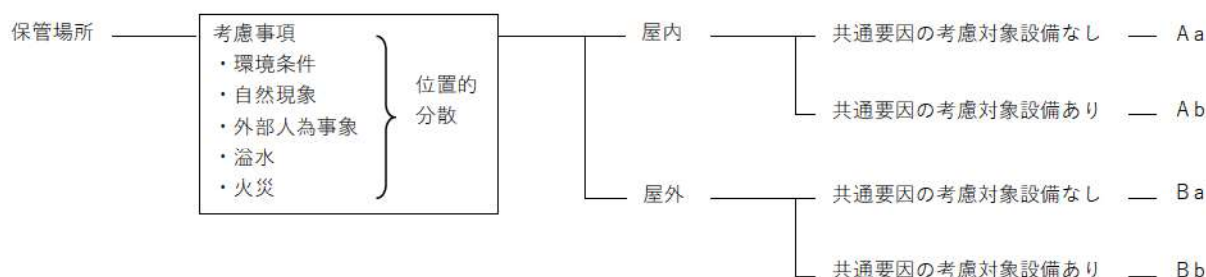 保管場所
考慮事項
・環境条件
・自然現象
・外部人為事象
・溢水
・火災
位置的
分散
屋内
共通要因の考慮対象設備なし
Aa
共通要因の考慮対象設備あり
Ab
屋外
共通要因の考慮対象設備なし
Ba
共通要因の考慮対象設備あり
Bb